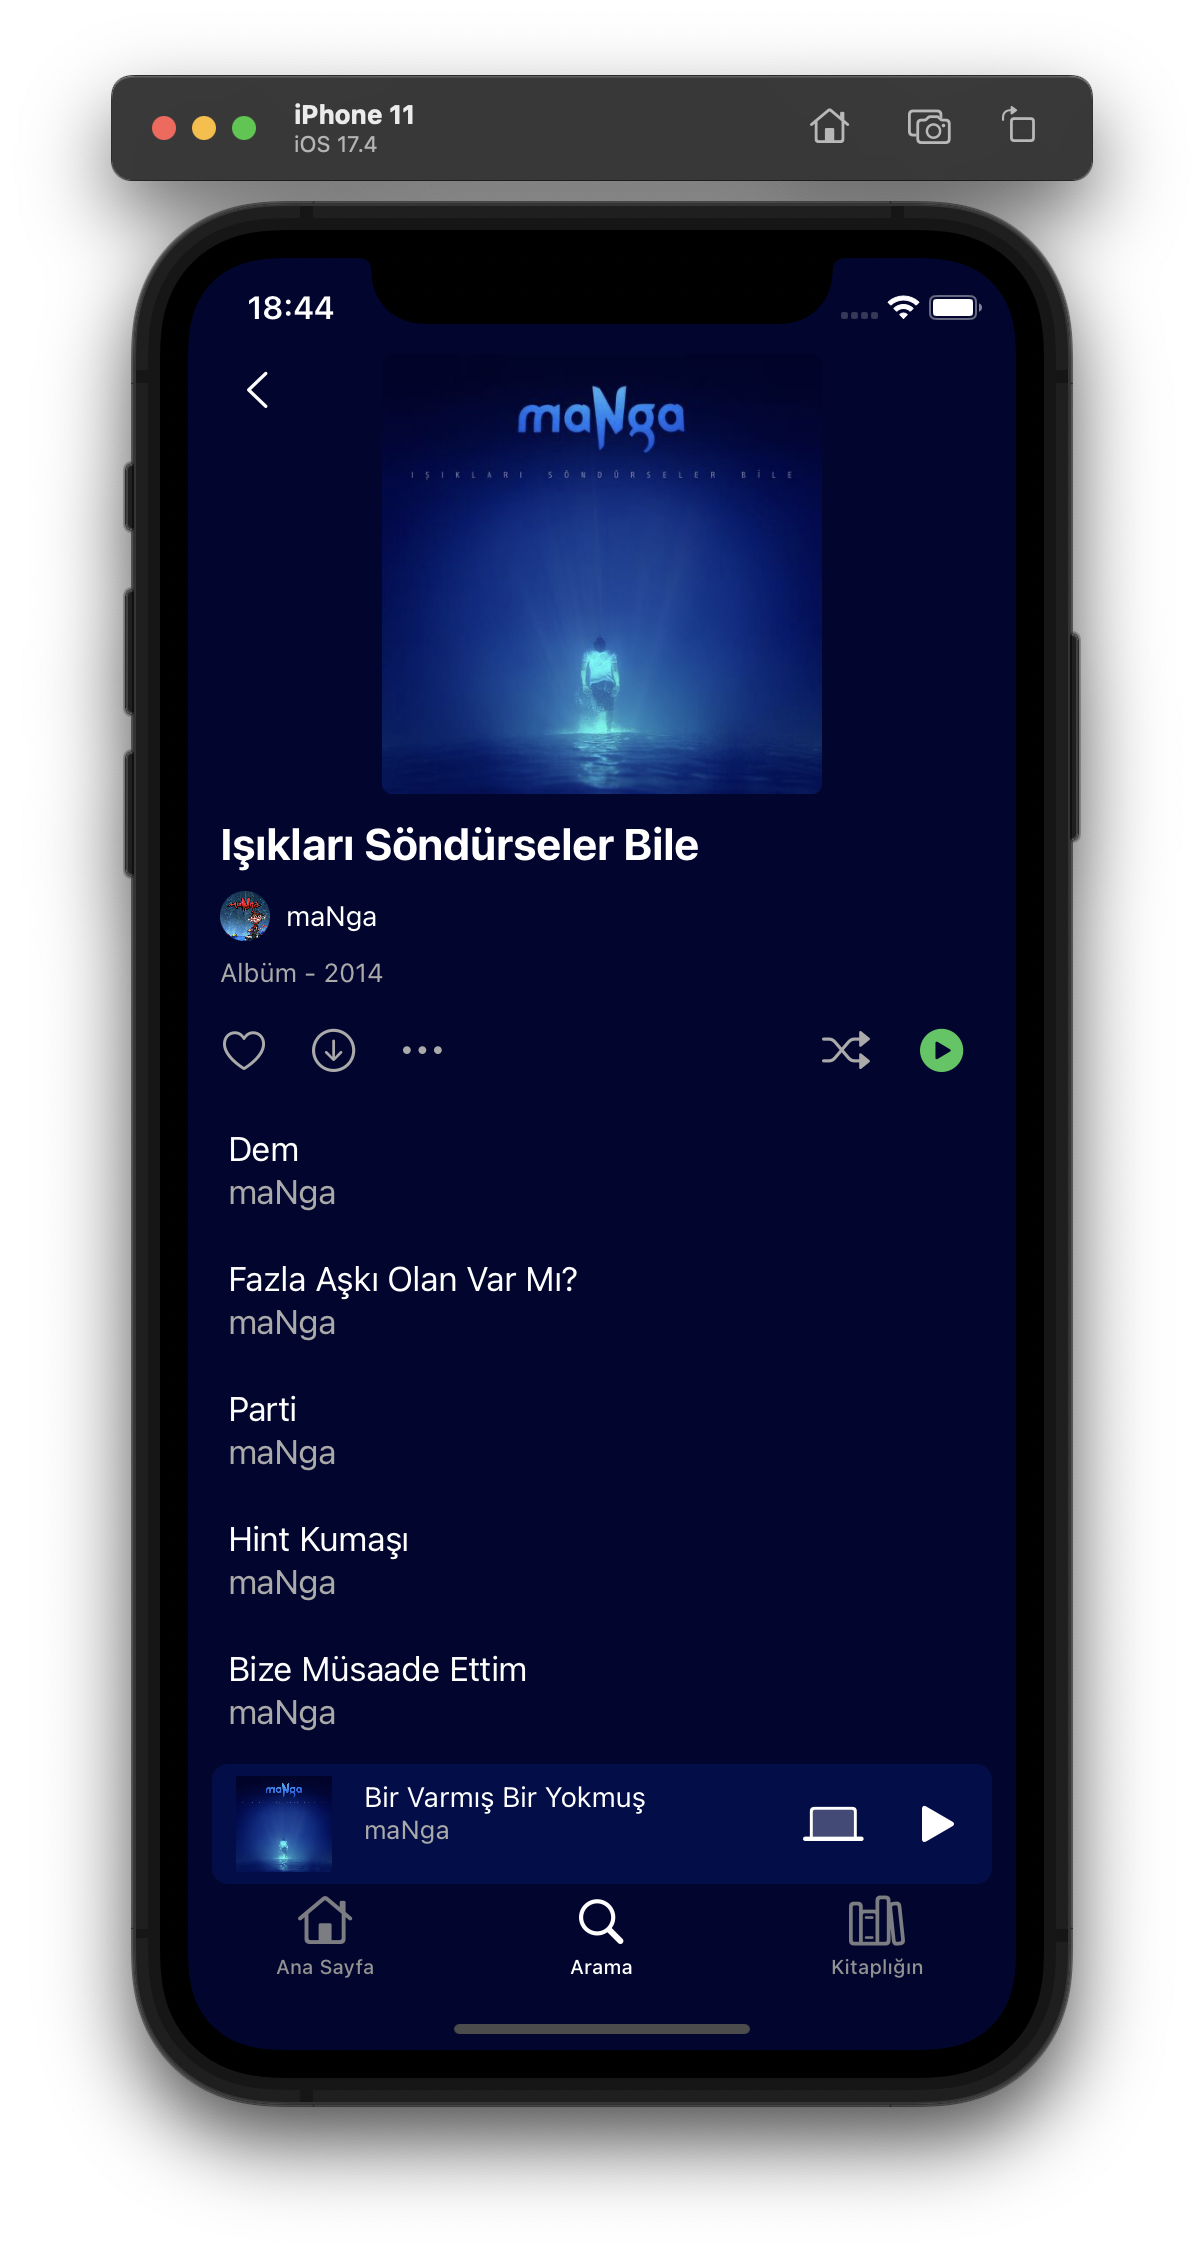 iPhone 11
iOS 17.4
18:44
maNga
IŞIKLARI SÖNDÜRSELER BİLE
Işıkları Söndürseler Bile
maNga
Albüm - 2014
Dem
maNga
Fazla Aşkı Olan Var Mı?
maNga
Parti
maNga
Hint Kumaşı
maNga
Bize Müsaade Ettim
maNga
maNga
Bir Varmış Bir Yokmuş
maNga
Ana Sayfa
Arama
Kitaplığın